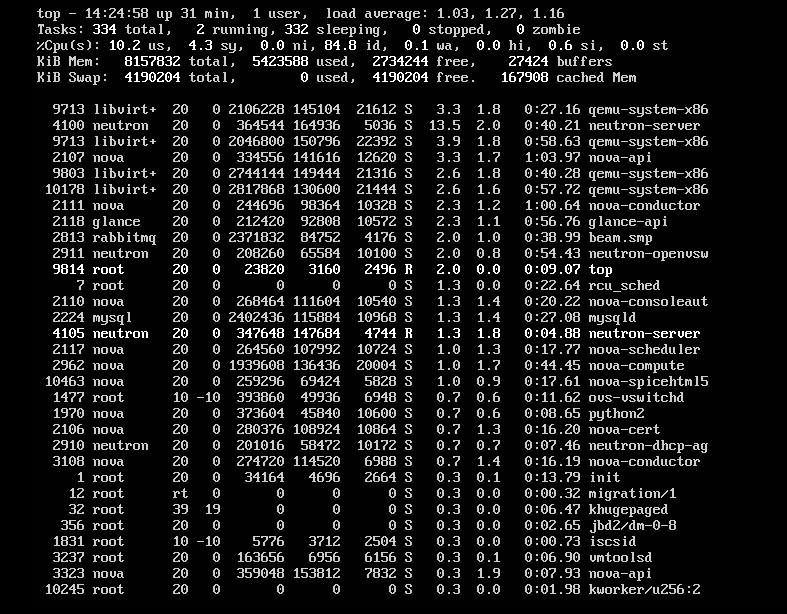 top - 14:24:58 up 31 min,  1 user,  load average: 1.03, 1.27, 1.16
Tasks: 334 total,   2 running, 332 sleeping,   0 stopped,   0 zombie
%Cpu(s): 10.2 us,  4.3 sy,  0.0 ni, 84.8 id,  0.1 wa,  0.0 hi,  0.6 si,  0.0 st
KiB Mem:   8157832 total,  5423588 used,  2734244 free,    27424 buffers
KiB Swap:  4190204 total,        0 used,  4190204 free.   167908 cached Mem
9713 libvirt+  20   0 2106228 145104  21612 S   3.3  1.8   0:27.16 qemu-system-x86
4100 neutron   20   0  364544 164936   5036 S  13.5  2.0   0:40.21 neutron-server
9713 libvirt+  20   0 2046800 150796  22392 S   3.9  1.8   0:58.63 qemu-system-x86
2107 nova      20   0  334556 141616  12620 S   3.3  1.7   1:03.97 nova-api
9803 libvirt+  20   0 2744144 149444  21316 S   2.6  1.8   0:40.28 qemu-system-x86
10178 libvirt+  20   0 2817868 130600  21444 S   2.6  1.6   0:57.72 qemu-system-x86
2111 nova      20   0  244696  98364  10328 S   2.3  1.2   1:00.64 nova-conductor
2118 glance    20   0  212420  92808  10572 S   2.3  1.1   0:56.76 glance-api
2813 rabbitmq  20   0 2371832  84752   4176 S   2.0  1.0   0:38.99 beam.smp
2911 neutron   20   0  208260  65584  10100 S   2.0  0.8   0:54.43 neutron-openvsw
9814 root      20   0   23820   3160   2496 R   2.0  0.0   0:09.07 top
7 root      20   0       0      0      0 S   1.3  0.0   0:22.64 rcu_sched
2110 nova      20   0  268464 111604  10540 S   1.3  1.4   0:20.22 nova-consoleaut
2224 mysql     20   0 2402436 115884  10968 S   1.3  1.4   0:27.08 mysqld
4105 neutron   20   0  347648 147684   4744 R   1.3  1.8   0:04.88 neutron-server
2117 nova      20   0  264560 107992  10724 S   1.0  1.3   0:17.77 nova-scheduler
2962 nova      20   0 1939608 136436  20004 S   1.0  1.7   0:44.45 nova-compute
10463 nova      20   0  259296  69424   5828 S   1.0  0.9   0:17.61 nova-spicehtml5
1477 root      10 -10  393860  49936   6948 S   0.7  0.6   0:11.62 ovs-vswitchd
1970 nova      20   0  373604  45840  10600 S   0.7  0.6   0:08.65 python2
2106 nova      20   0  280376 108924  10864 S   0.7  1.3   0:16.20 nova-cert
2910 neutron   20   0  201016  58472  10172 S   0.7  0.7   0:07.46 neutron-dhcp-ag
3108 nova      20   0  274720 114520   6988 S   0.7  1.4   0:16.19 nova-conductor
1 root      20   0   34164   4696   2664 S   0.3  0.1   0:13.79 init
12 root      rt   0       0      0      0 S   0.3  0.0   0:00.32 migration/1
32 root      39  19       0      0      0 S   0.3  0.0   0:06.47 khugepaged
356 root      20   0       0      0      0 S   0.3  0.0   0:02.65 jbd2/dm-0-8
1831 root      10 -10    5776   3712   2504 S   0.3  0.0   0:00.73 iscsid
3237 root      20   0  163656   6956   6156 S   0.3  0.1   0:06.90 vmtoolsd
3323 nova      20   0  359048 153812   7832 S   0.3  1.9   0:07.93 nova-api
10245 root      20   0       0      0      0 S   0.3  0.0   0:01.98 kworker/u256:2